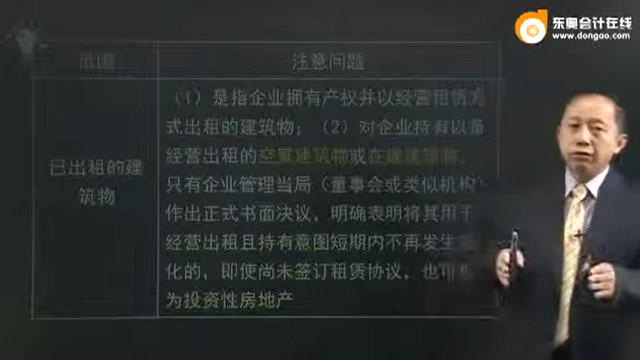 东奥会计在线
www.dongao.com
范围
注意问题
已出租的建
筑物
（1）是指企业拥有产权并以经营租赁方
式出租的建筑物；（2）对企业持有以备
经营出租的空置建筑物或在建建筑物，
只有企业管理当局（董事会或类似机构）
作出正式书面决议，明确表明将其用于
经营出租且持有意图短期内不再发生
化的，即使尚未签订租赁协议，也可
为投资性房地产